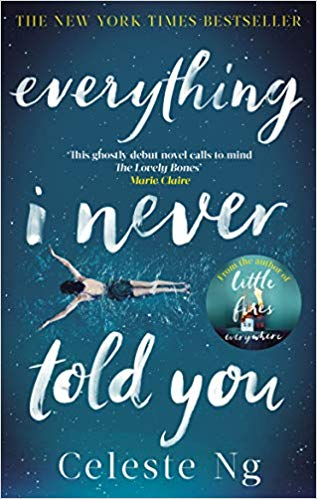 THE NEW YORK TIMES BESTSELLER
everything
'This ghostly debut novel calls to mind
The Lovely Bones'
Marie Claire
i never
From the author of
little
fires
everywhere
told you
Celeste Ng